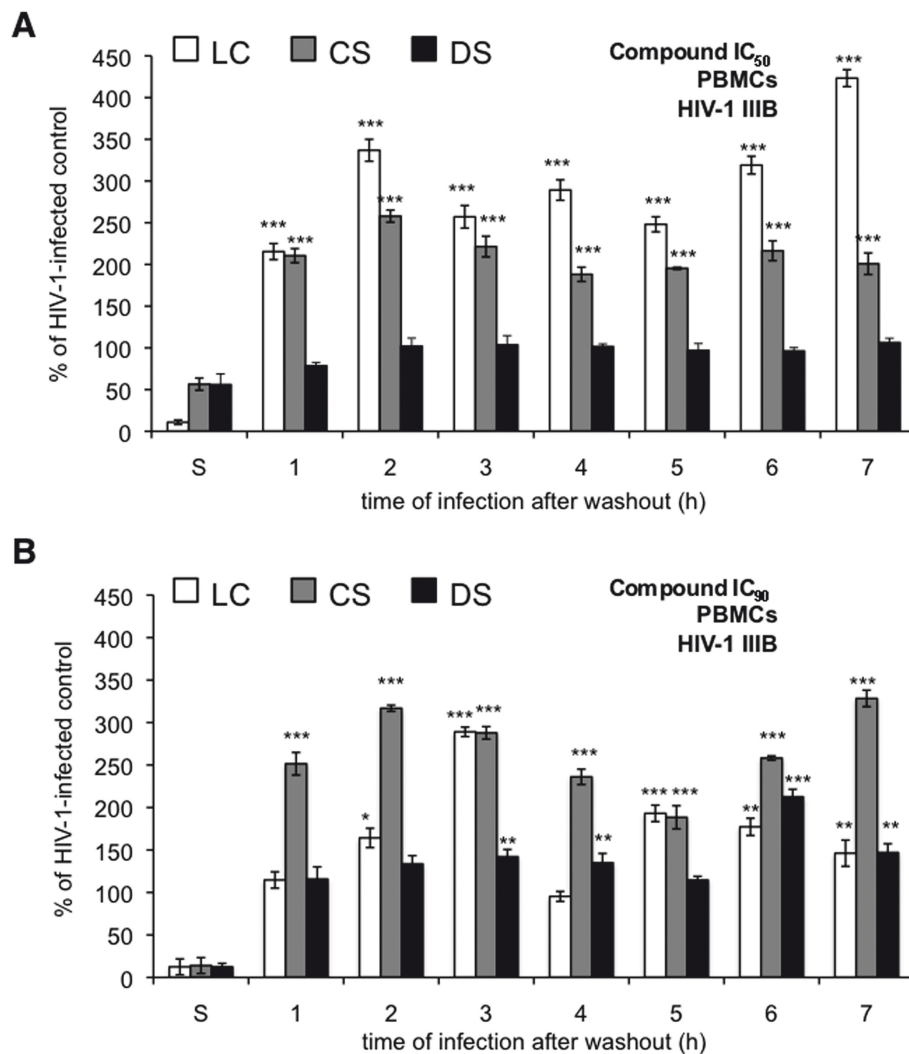 A
LC CS DS
Compound IC50
PBMCs
HIV-1 IIIB
% of HIV-1-infected control
450
400
350
300
250
200
150
100
50
0
***
*** *** *** *** *** *** *** *** *** *** *** *** ***
S 1 2 3 4 5 6 7
time of infection after washout (h)
B
LC CS DS
Compound IC90
PBMCs
HIV-1 IIIB
% of HIV-1-infected control
450
400
350
300
250
200
150
100
50
0
*** * *** *** *** ** *** ** *** *** ** *** *** ** *** **
S 1 2 3 4 5 6 7
time of infection after washout (h)